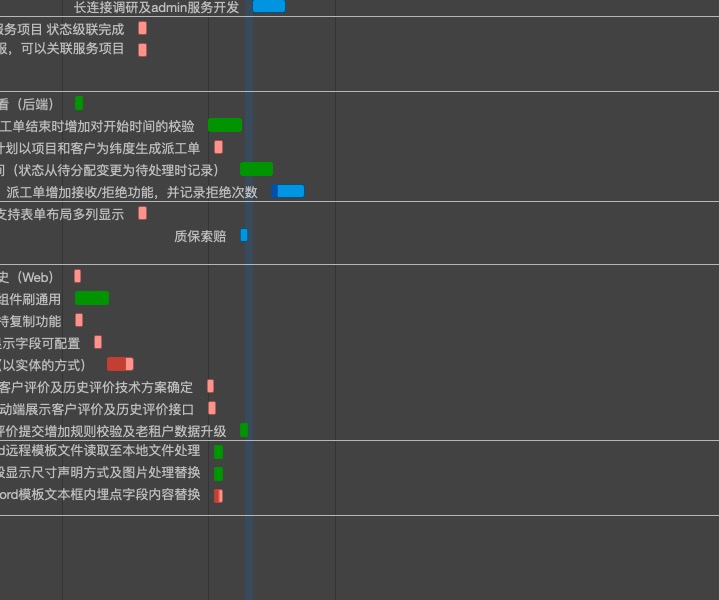 长连接调研及admin服务开发
服务项目 状态级联完成
报，可以关联服务项目
看（后端）
工单结束时增加对开始时间的校验
计划以项目和客户为纬度生成派工单
间（状态从待分配变更为待处理时记录）
派工单增加接收/拒绝功能，并记录拒绝次数
支持表单布局多列显示
质保索赔
史（Web）
组件刷通用
持复制功能
显示字段可配置
（以实体的方式）
客户评价及历史评价技术方案确定
动端展示客户评价及历史评价接口
评价提交增加规则校验及老租户数据升级
d远程模板文件读取至本地文件处理
段显示尺寸声明方式及图片处理替换
ord模板文本框内埋点字段内容替换